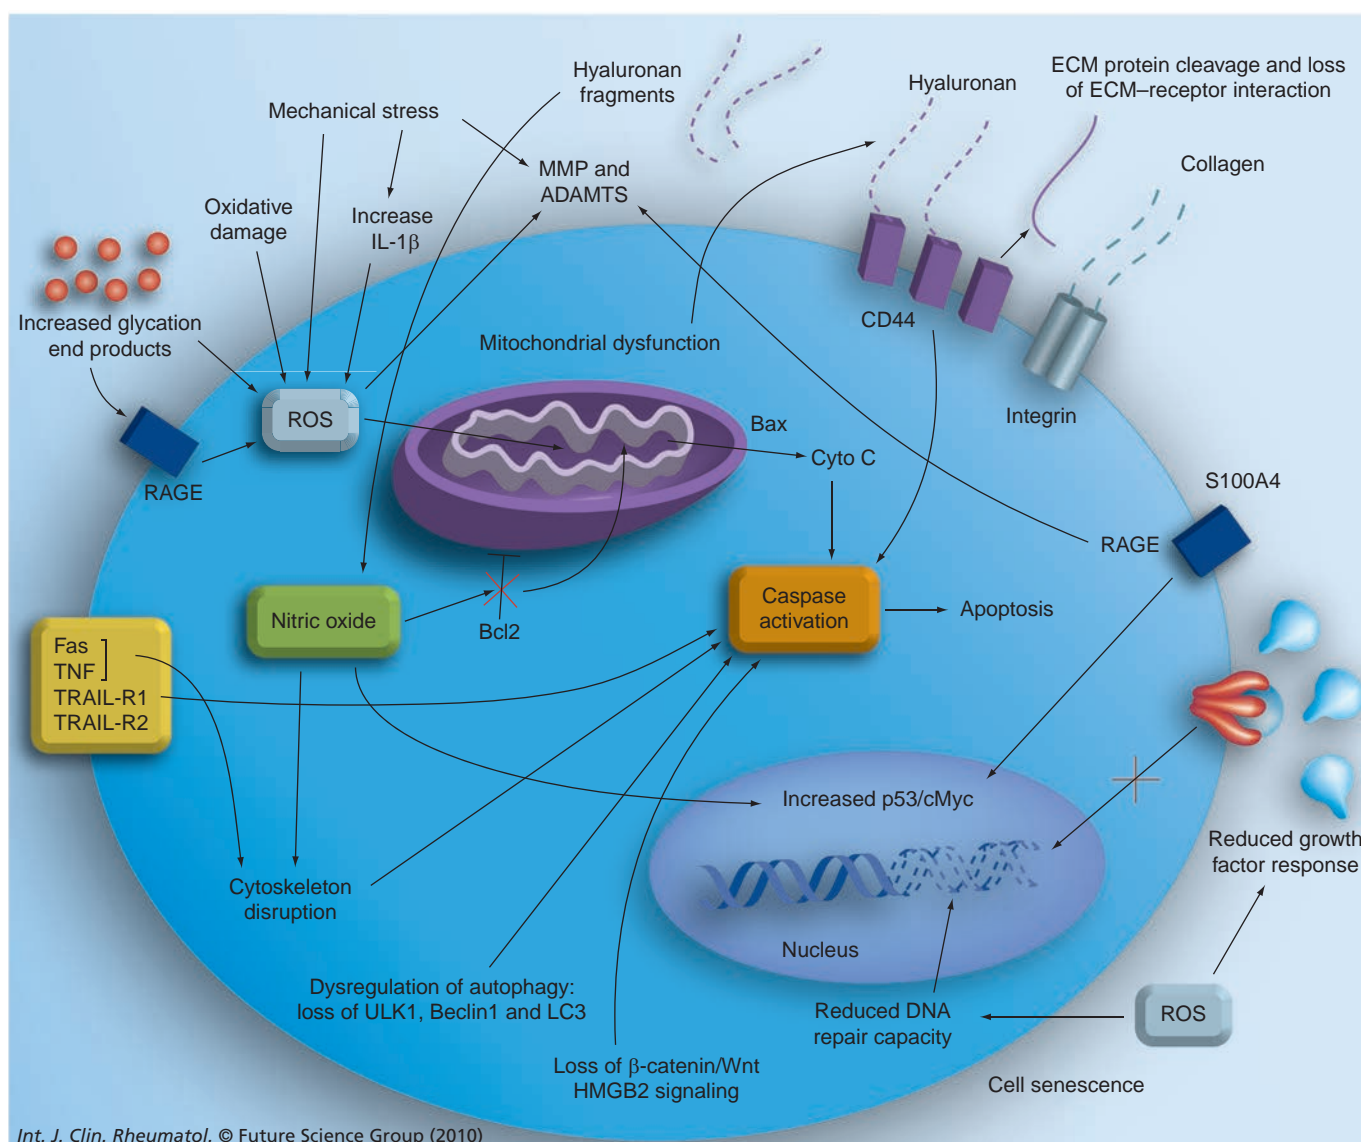 Hyaluronan
fragments
ECM protein cleavage and loss
of ECM–receptor interaction
Hyaluronan
Mechanical stress
MMP and
ADAMTS
Collagen
Oxidative
damage
Increase
IL-1β
Increased glycation
end products
CD44
Mitochondrial dysfunction
Integrin
ROS
Bax
Cyto C
RAGE
S100A4
RAGE
Caspase
activation
Apoptosis
Nitric oxide
Bcl2
Fas
TNF
TRAIL-R1
TRAIL-R2
Increased p53/cMyc
Reduced growth
factor response
Cytoskeleton
disruption
Nucleus
Dysregulation of autophagy:
loss of ULK1, Beclin1 and LC3
Reduced DNA
repair capacity
ROS
Loss of β-catenin/Wnt
HMGB2 signaling
Cell senescence
Int. J. Clin. Rheumatol. © Future Science Group (2010)